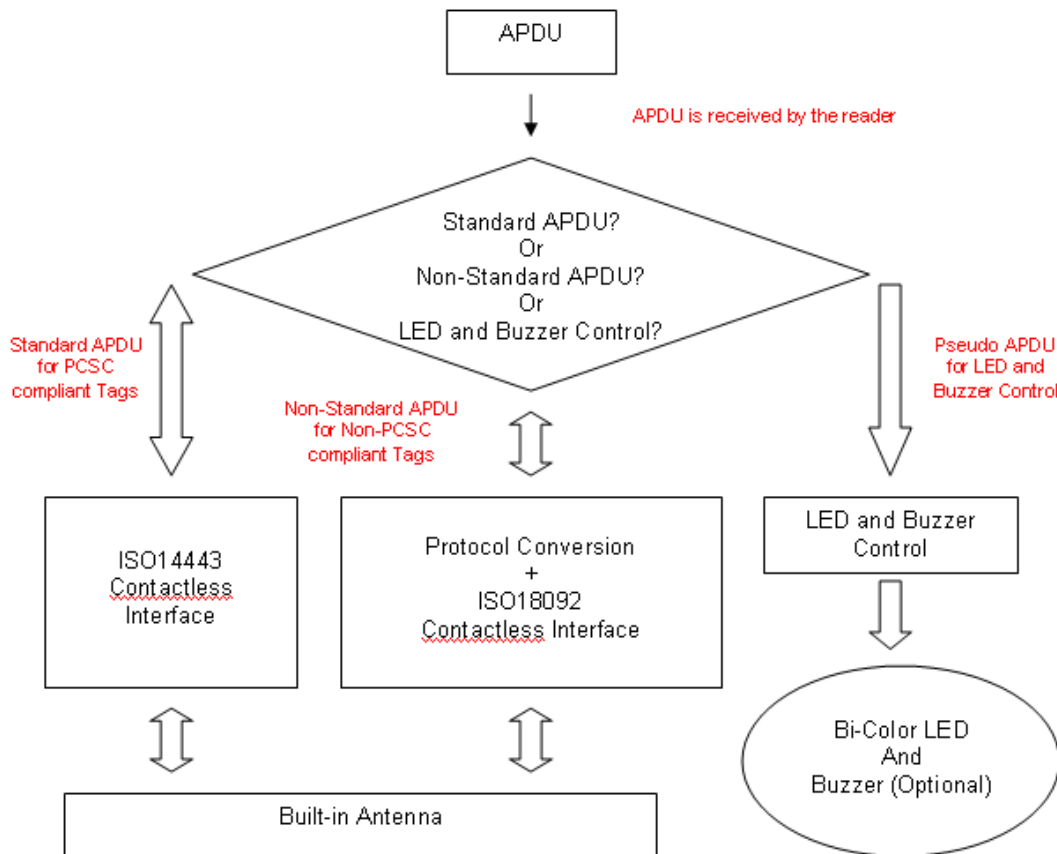 APDU
APDU is received by the reader
Standard APDU?
Or
Non-Standard APDU?
Or
LED and Buzzer Control?
Standard APDU
for PCSC
compliant Tags
Non-Standard APDU
for Non-PCSC
compliant Tags
Pseudo APDU
for LED and
Buzzer Control
ISO14443
Contactless
Interface
Protocol Conversion
+
ISO18092
Contactless Interface
LED and Buzzer
Control
Bi-Color LED
And
Buzzer (Optional)
Built-in Antenna